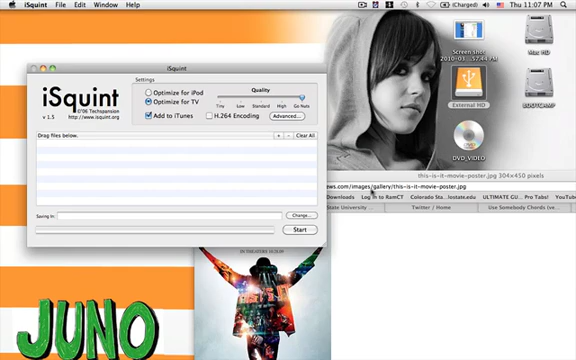 iSquint File Edit Window Help (Charged) Thu 11:07 PM
iSquint
Settings
iSquint
©'06 Techspansion
v 1.5 http://www.isquint.org
Optimize for iPod
Optimize for TV
Add to iTunes
H.264 Encoding
Quality
Tiny Low Standard High Go Nuts
Advanced...
Drag files below.
+ - Clear All
Saving In:
Change...
Start
Screen shot
2010-03
Mac HD
External HD
BOOTCAMP
DVD_VIDEO
this-is-it-movie-poster.jpg 304×450 pixels
ews.com/images/gallery/this-is-it-movie-poster.jpg
Downloads Log In to RamCT Colorado Sta...lostate.edu ULTIMATE GU... Pro Tabs! YouTu
State University ... Twitter / Home Use Somebody Chords (ve
JUNO